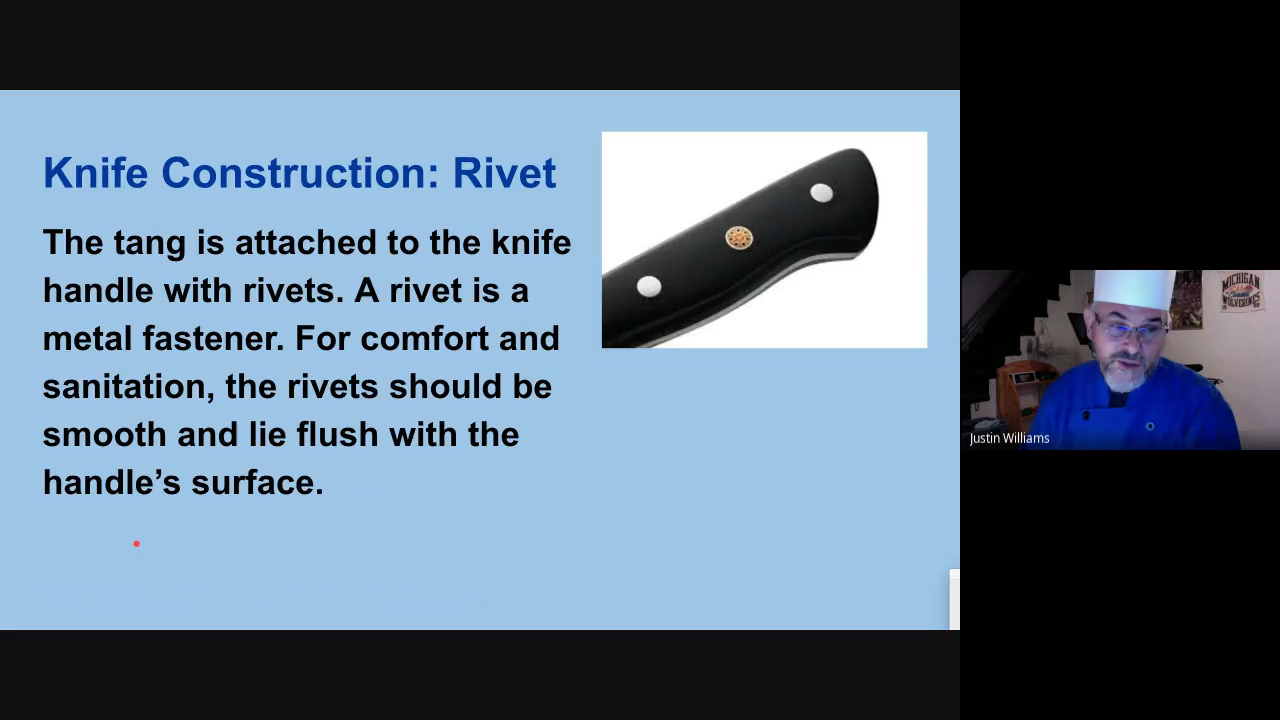 Knife Construction: Rivet
The tang is attached to the knife
handle with rivets. A rivet is a
metal fastener. For comfort and
sanitation, the rivets should be
smooth and lie flush with the
handle’s surface.
MICHIGAN
WOLVERINES
Justin Williams